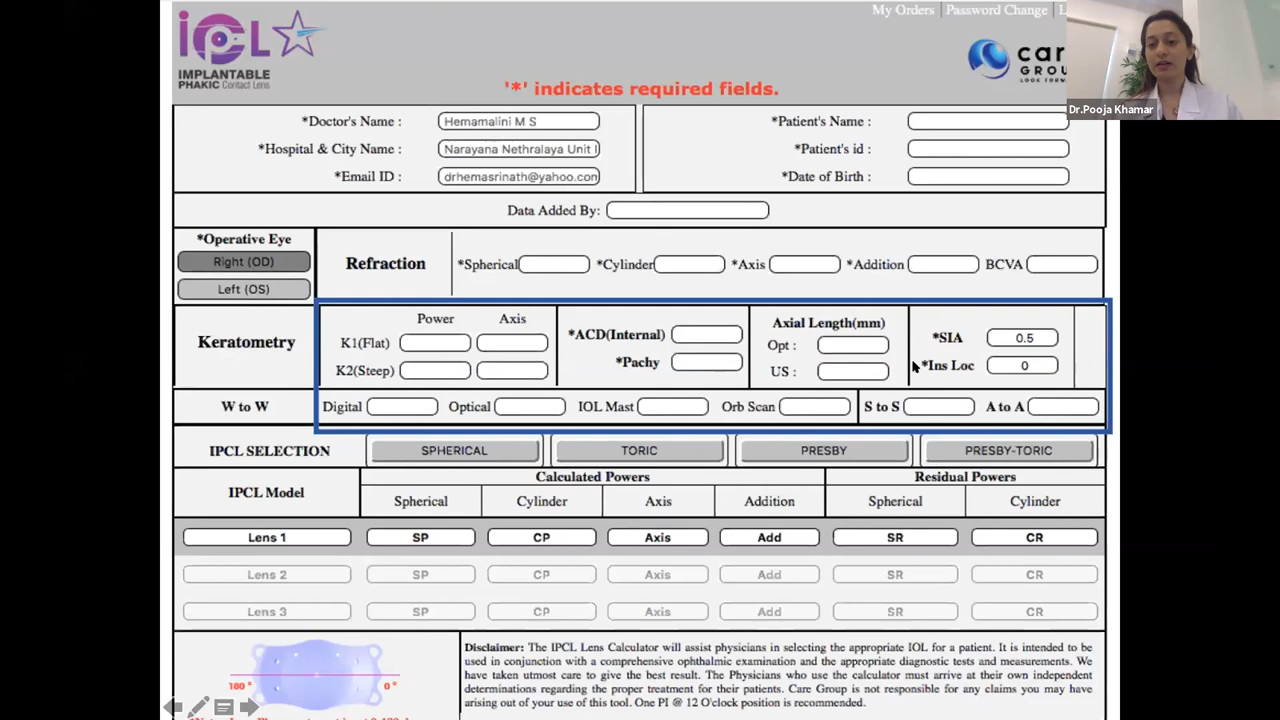 My Orders | Password Change | L
ipcl
IMPLANTABLE
PHAKIC Contact Lens
GROUP
'*' indicates required fields.
Dr.Pooja Khamar
*Doctor's Name : Hemamalini M S
*Patient's Name :
*Hospital & City Name : Narayana Nethralaya Unit I
*Patient's id :
*Email ID : drhemasrinath@yahoo.con
*Date of Birth :
Data Added By:
*Operative Eye
Right (OD)
Left (OS)
Refraction *Spherical *Cylinder *Axis *Addition BCVA
Keratometry
Power Axis
K1(Flat)
K2(Steep)
*ACD(Internal)
*Pachy
Axial Length(mm)
Opt :
US :
*SIA 0.5
*Ins Loc 0
W to W Digital Optical IOL Mast Orb Scan S to S A to A
IPCL SELECTION SPHERICAL TORIC PRESBY PRESBY-TORIC
IPCL Model
Calculated Powers Residual Powers
Spherical Cylinder Axis Addition Spherical Cylinder
Lens 1 SP CP Axis Add SR CR
Lens 2 SP CP Axis Add SR CR
Lens 3 SP CP Axis Add SR CR
180 ° 0 °
Disclaimer: The IPCL Lens Calculator will assist physicians in selecting the appropriate IOL for a patient. It is intended to be
used in conjunction with a comprehensive ophthalmic examination and the appropriate diagnostic tests and measurements. We
have taken utmost care to give the best result. The Physicians who use the calculator must arrive at their own independent
determinations regarding the proper treatment for their patients. Care Group is not responsible for any claims you may have
arising out of your use of this tool. One PI @ 12 O'clock position is recommended.